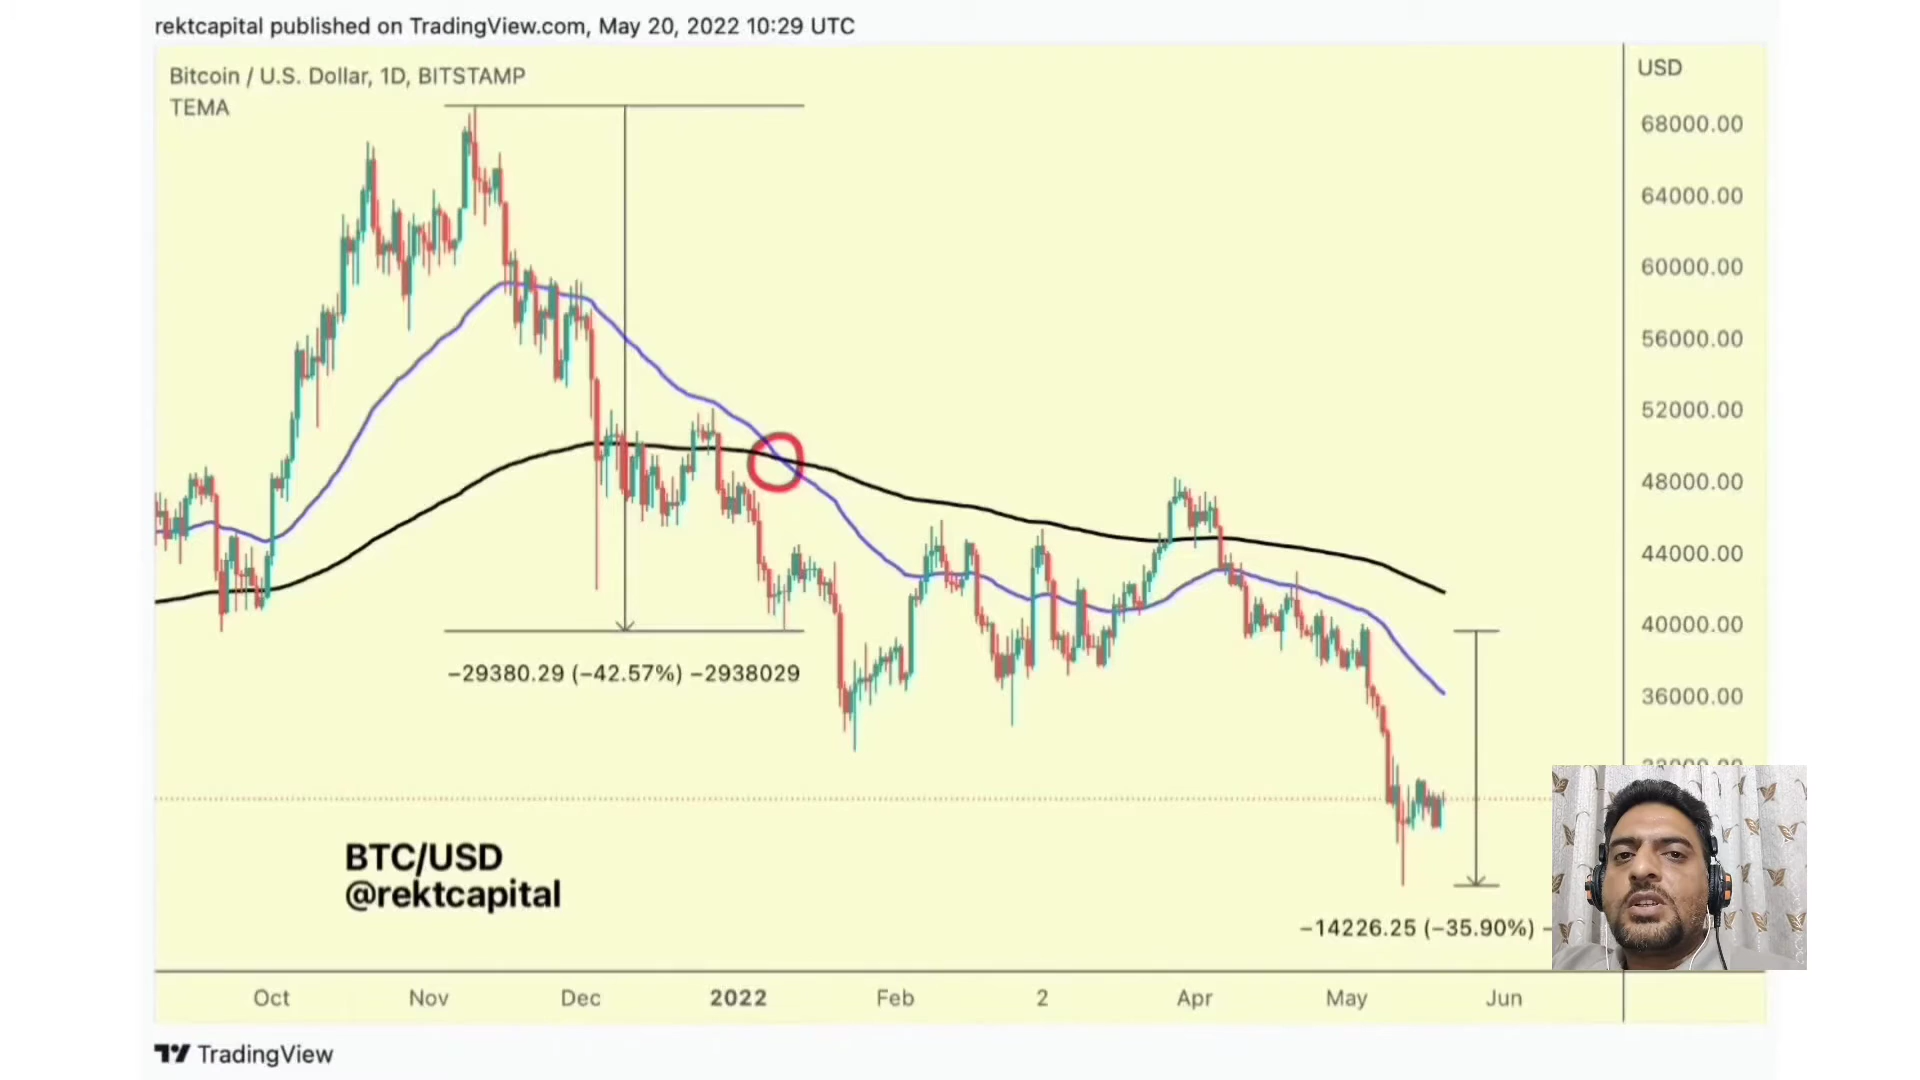 rektcapital published on TradingView.com, May 20, 2022 10:29 UTC
Bitcoin / U.S. Dollar, 1D, BITSTAMP
TEMA
USD
68000.00
64000.00
60000.00
56000.00
52000.00
48000.00
44000.00
40000.00
36000.00
−29380.29 (−42.57%) −2938029
BTC/USD
@rektcapital
−14226.25 (−35.90%) −
Oct Nov Dec 2022 Feb 2 Apr May Jun
TradingView